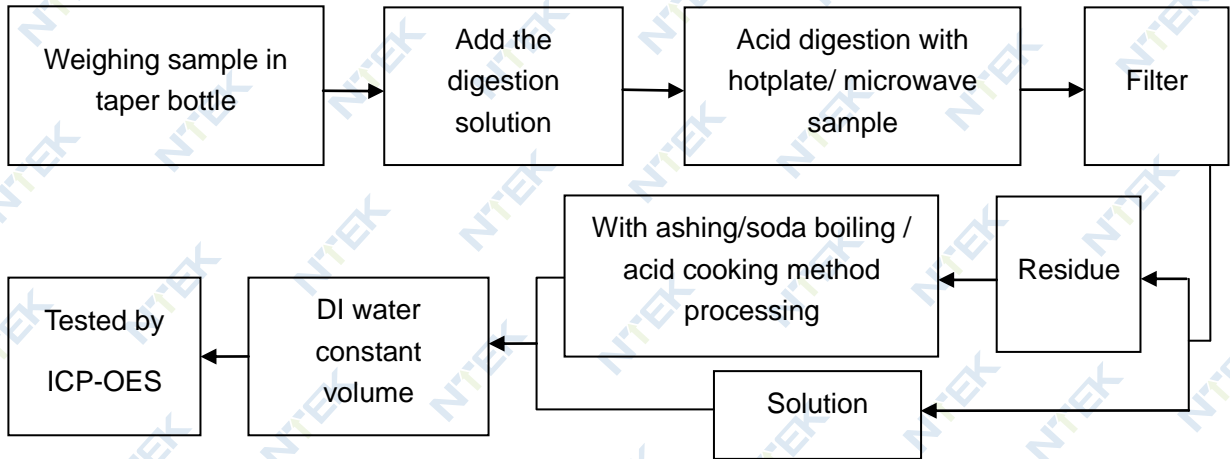 Weighing sample in
taper bottle
Add the
digestion
solution
Acid digestion with
hotplate/ microwave
sample
Filter
With ashing/soda boiling /
acid cooking method
processing
Residue
Tested by
ICP-OES
DI water
constant
volume
Solution
NTEK